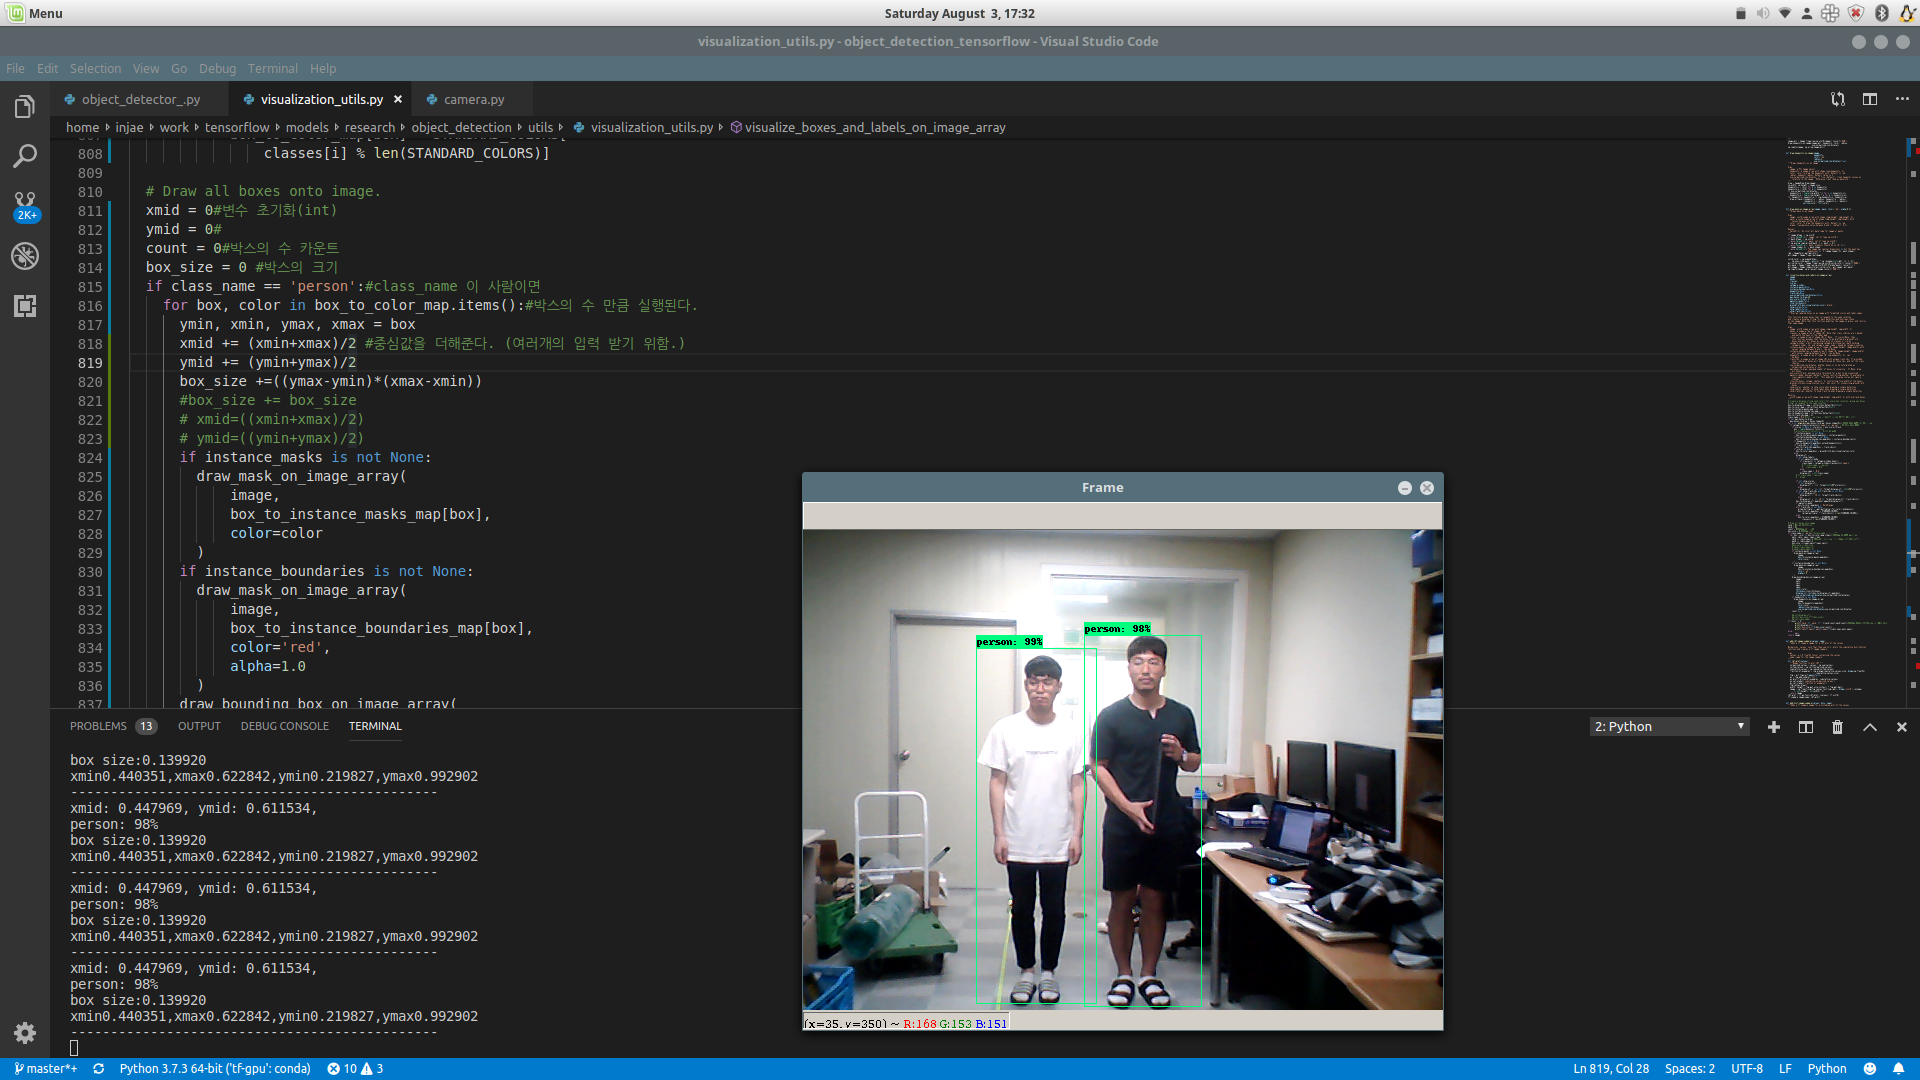 Menu
Saturday August 3, 17:32
visualization_utils.py - object_detection_tensorflow - Visual Studio Code
File Edit Selection View Go Debug Terminal Help
object_detector_.py visualization_utils.py × camera.py
home › injae › work › tensorflow › models › research › object_detection › utils › visualization_utils.py › visualize_boxes_and_labels_on_image_array
2K+
808 classes[i] % len(STANDARD_COLORS)]
809
810 # Draw all boxes onto image.
811 xmid = 0#변수 초기화(int)
812 ymid = 0#
813 count = 0#박스의 수 카운트
814 box_size = 0 #박스의 크기
815 if class_name == 'person':#class_name 이 사람이면
816 for box, color in box_to_color_map.items():#박스의 수 만큼 실행된다.
817 ymin, xmin, ymax, xmax = box
818 xmid += (xmin+xmax)/2 #중심값을 더해준다. (여러개의 입력 받기 위함.)
819 ymid += (ymin+ymax)/2
820 box_size +=((ymax-ymin)*(xmax-xmin))
821 #box_size += box_size
822 # xmid=((xmin+xmax)/2)
823 # ymid=((ymin+ymax)/2)
824 if instance_masks is not None:
825 draw_mask_on_image_array(
826 image,
827 box_to_instance_masks_map[box],
828 color=color
829 )
830 if instance_boundaries is not None:
831 draw_mask_on_image_array(
832 image,
833 box_to_instance_boundaries_map[box],
834 color='red',
835 alpha=1.0
836 )
837 draw_bounding_box_on_image_array(
Frame
person: 99%
person: 98%
(x=35, y=350) ~ R:168 G:153 B:151
PROBLEMS 13 OUTPUT DEBUG CONSOLE TERMINAL 2: Python
box size:0.139920
xmin0.440351,xmax0.622842,ymin0.219827,ymax0.992902
--------------------------------------------
xmid: 0.447969, ymid: 0.611534,
person: 98%
box size:0.139920
xmin0.440351,xmax0.622842,ymin0.219827,ymax0.992902
--------------------------------------------
xmid: 0.447969, ymid: 0.611534,
person: 98%
box size:0.139920
xmin0.440351,xmax0.622842,ymin0.219827,ymax0.992902
--------------------------------------------
xmid: 0.447969, ymid: 0.611534,
person: 98%
box size:0.139920
xmin0.440351,xmax0.622842,ymin0.219827,ymax0.992902
--------------------------------------------
master*+ Python 3.7.3 64-bit ('tf-gpu': conda) 10 3 Ln 819, Col 28 Spaces: 2 UTF-8 LF Python